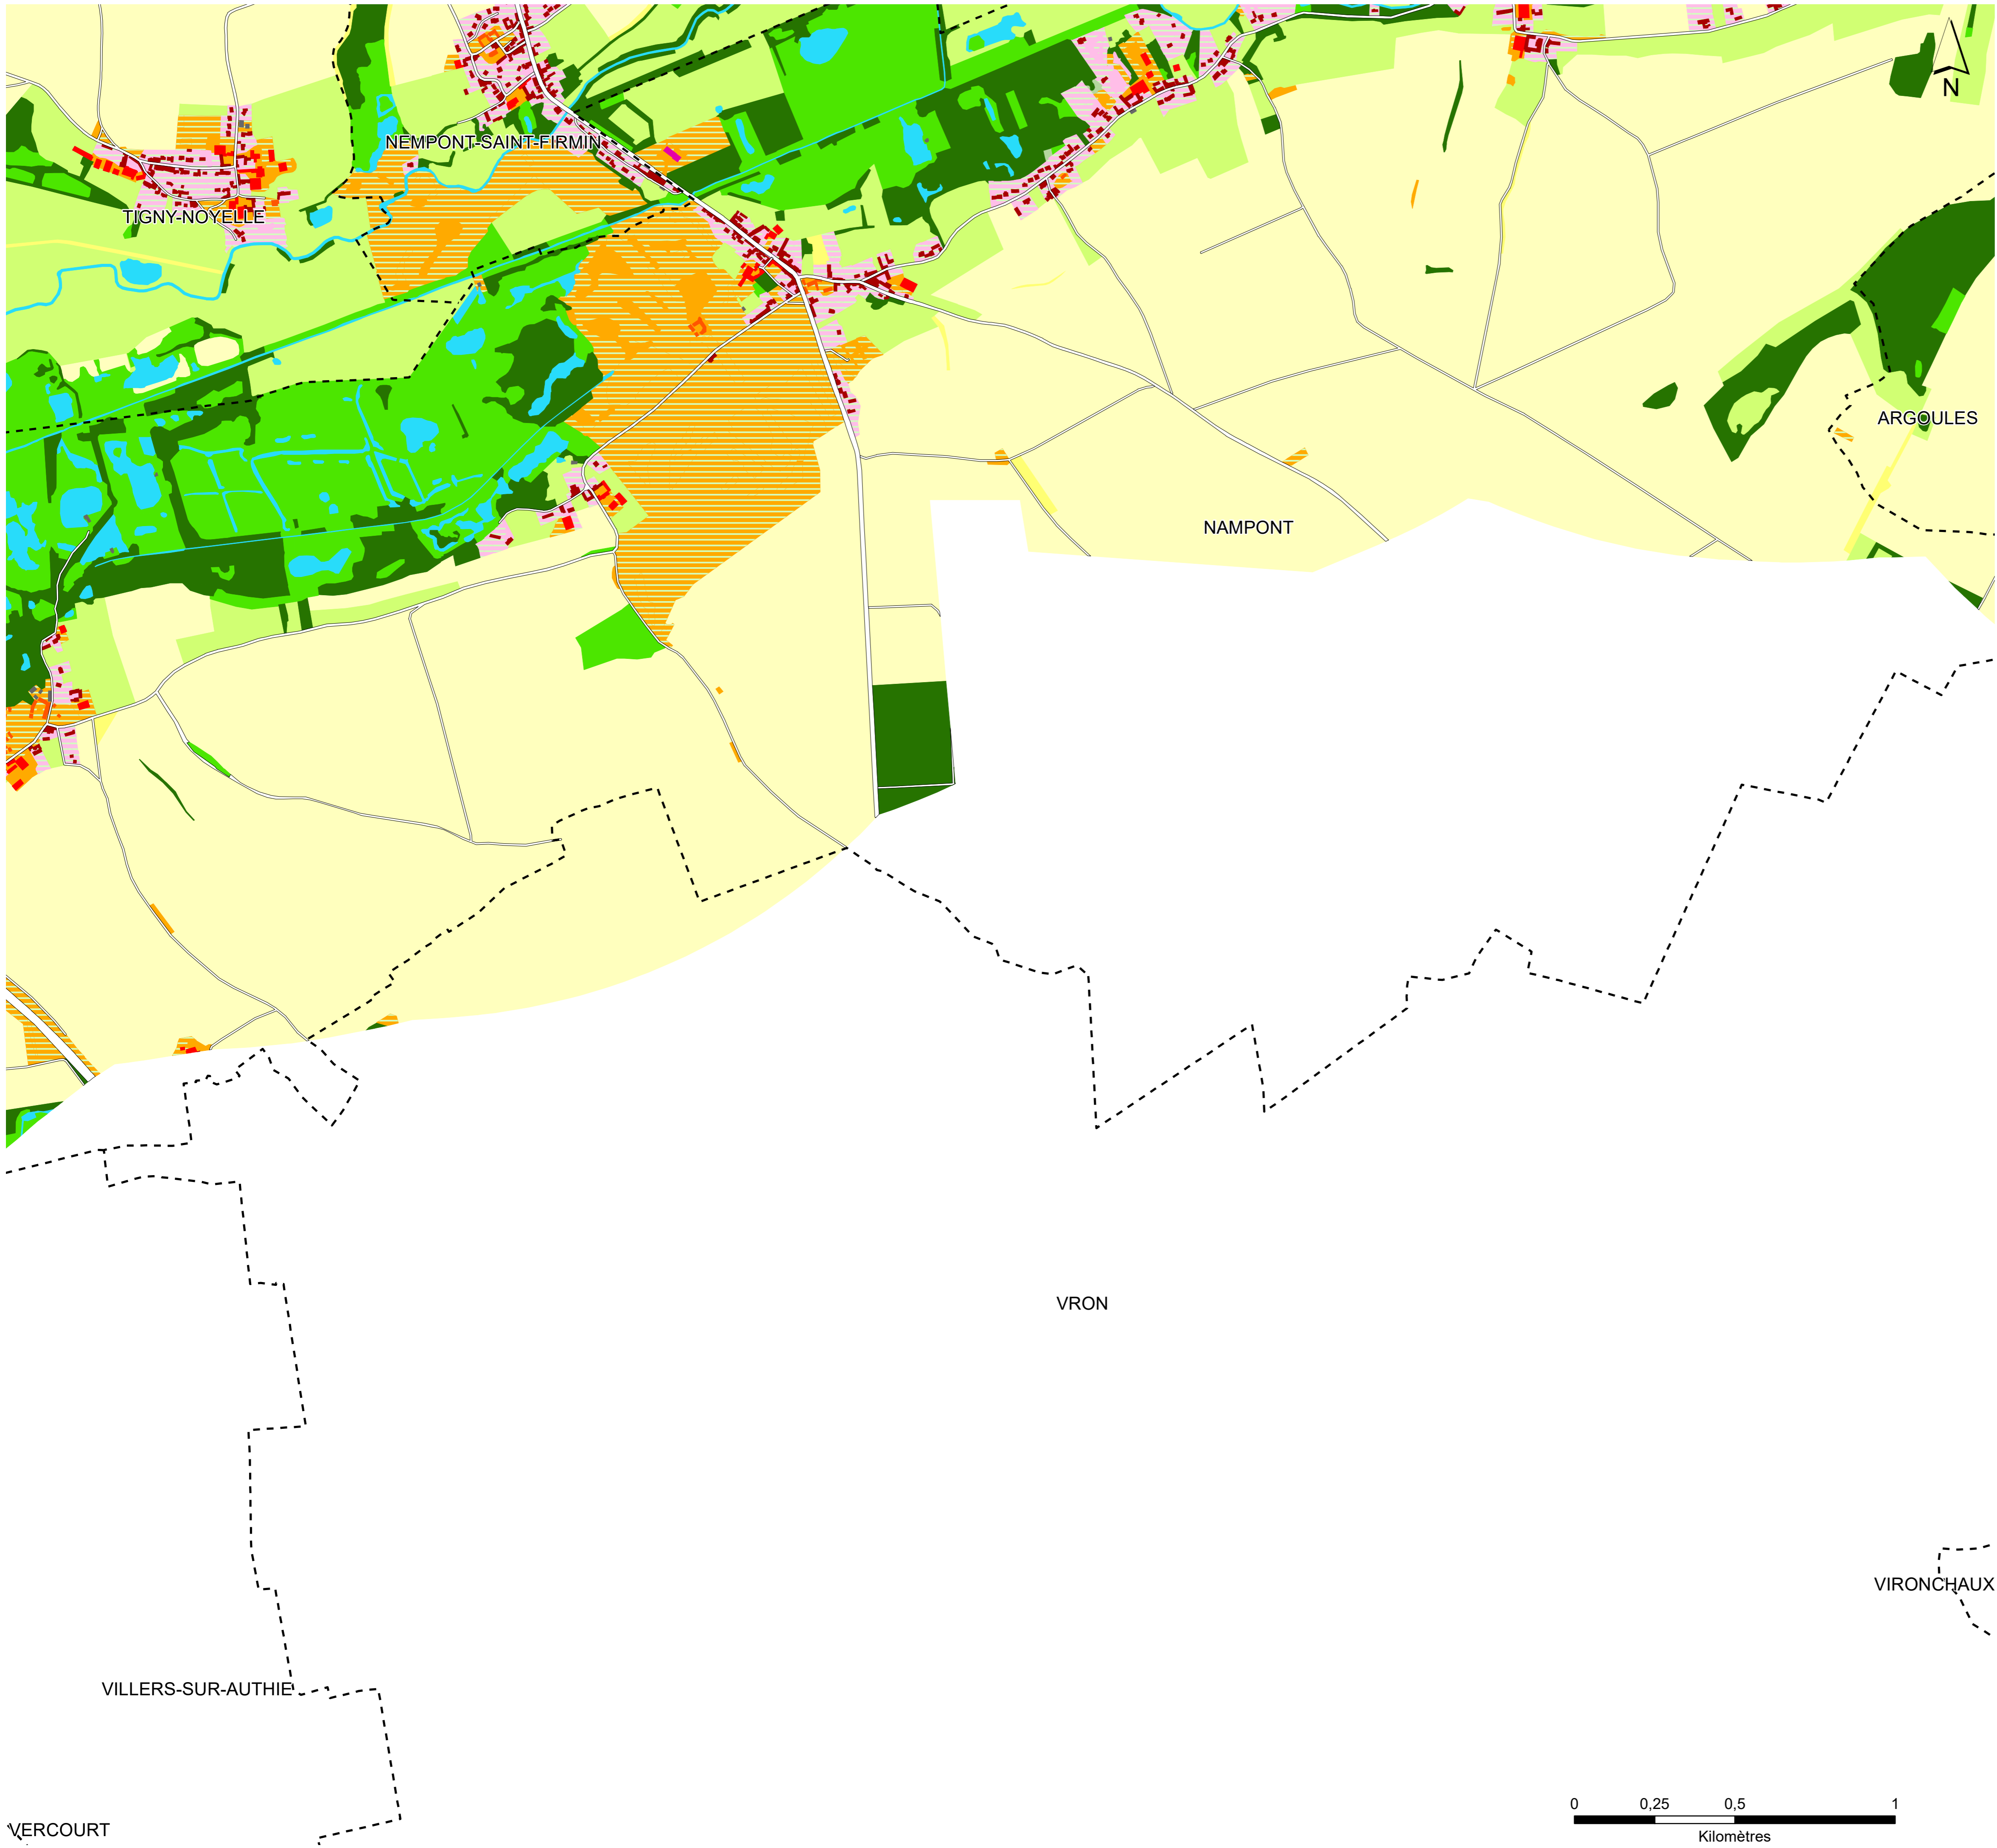 N
NEMPONT-SAINT-FIRMIN
TIGNY-NOYELLE
ARGOULES
NAMPONT
VRON
VIRONCHAUX
VILLERS-SUR-AUTHIE
VERCOURT
0 0,25 0,5 1
Kilomètres